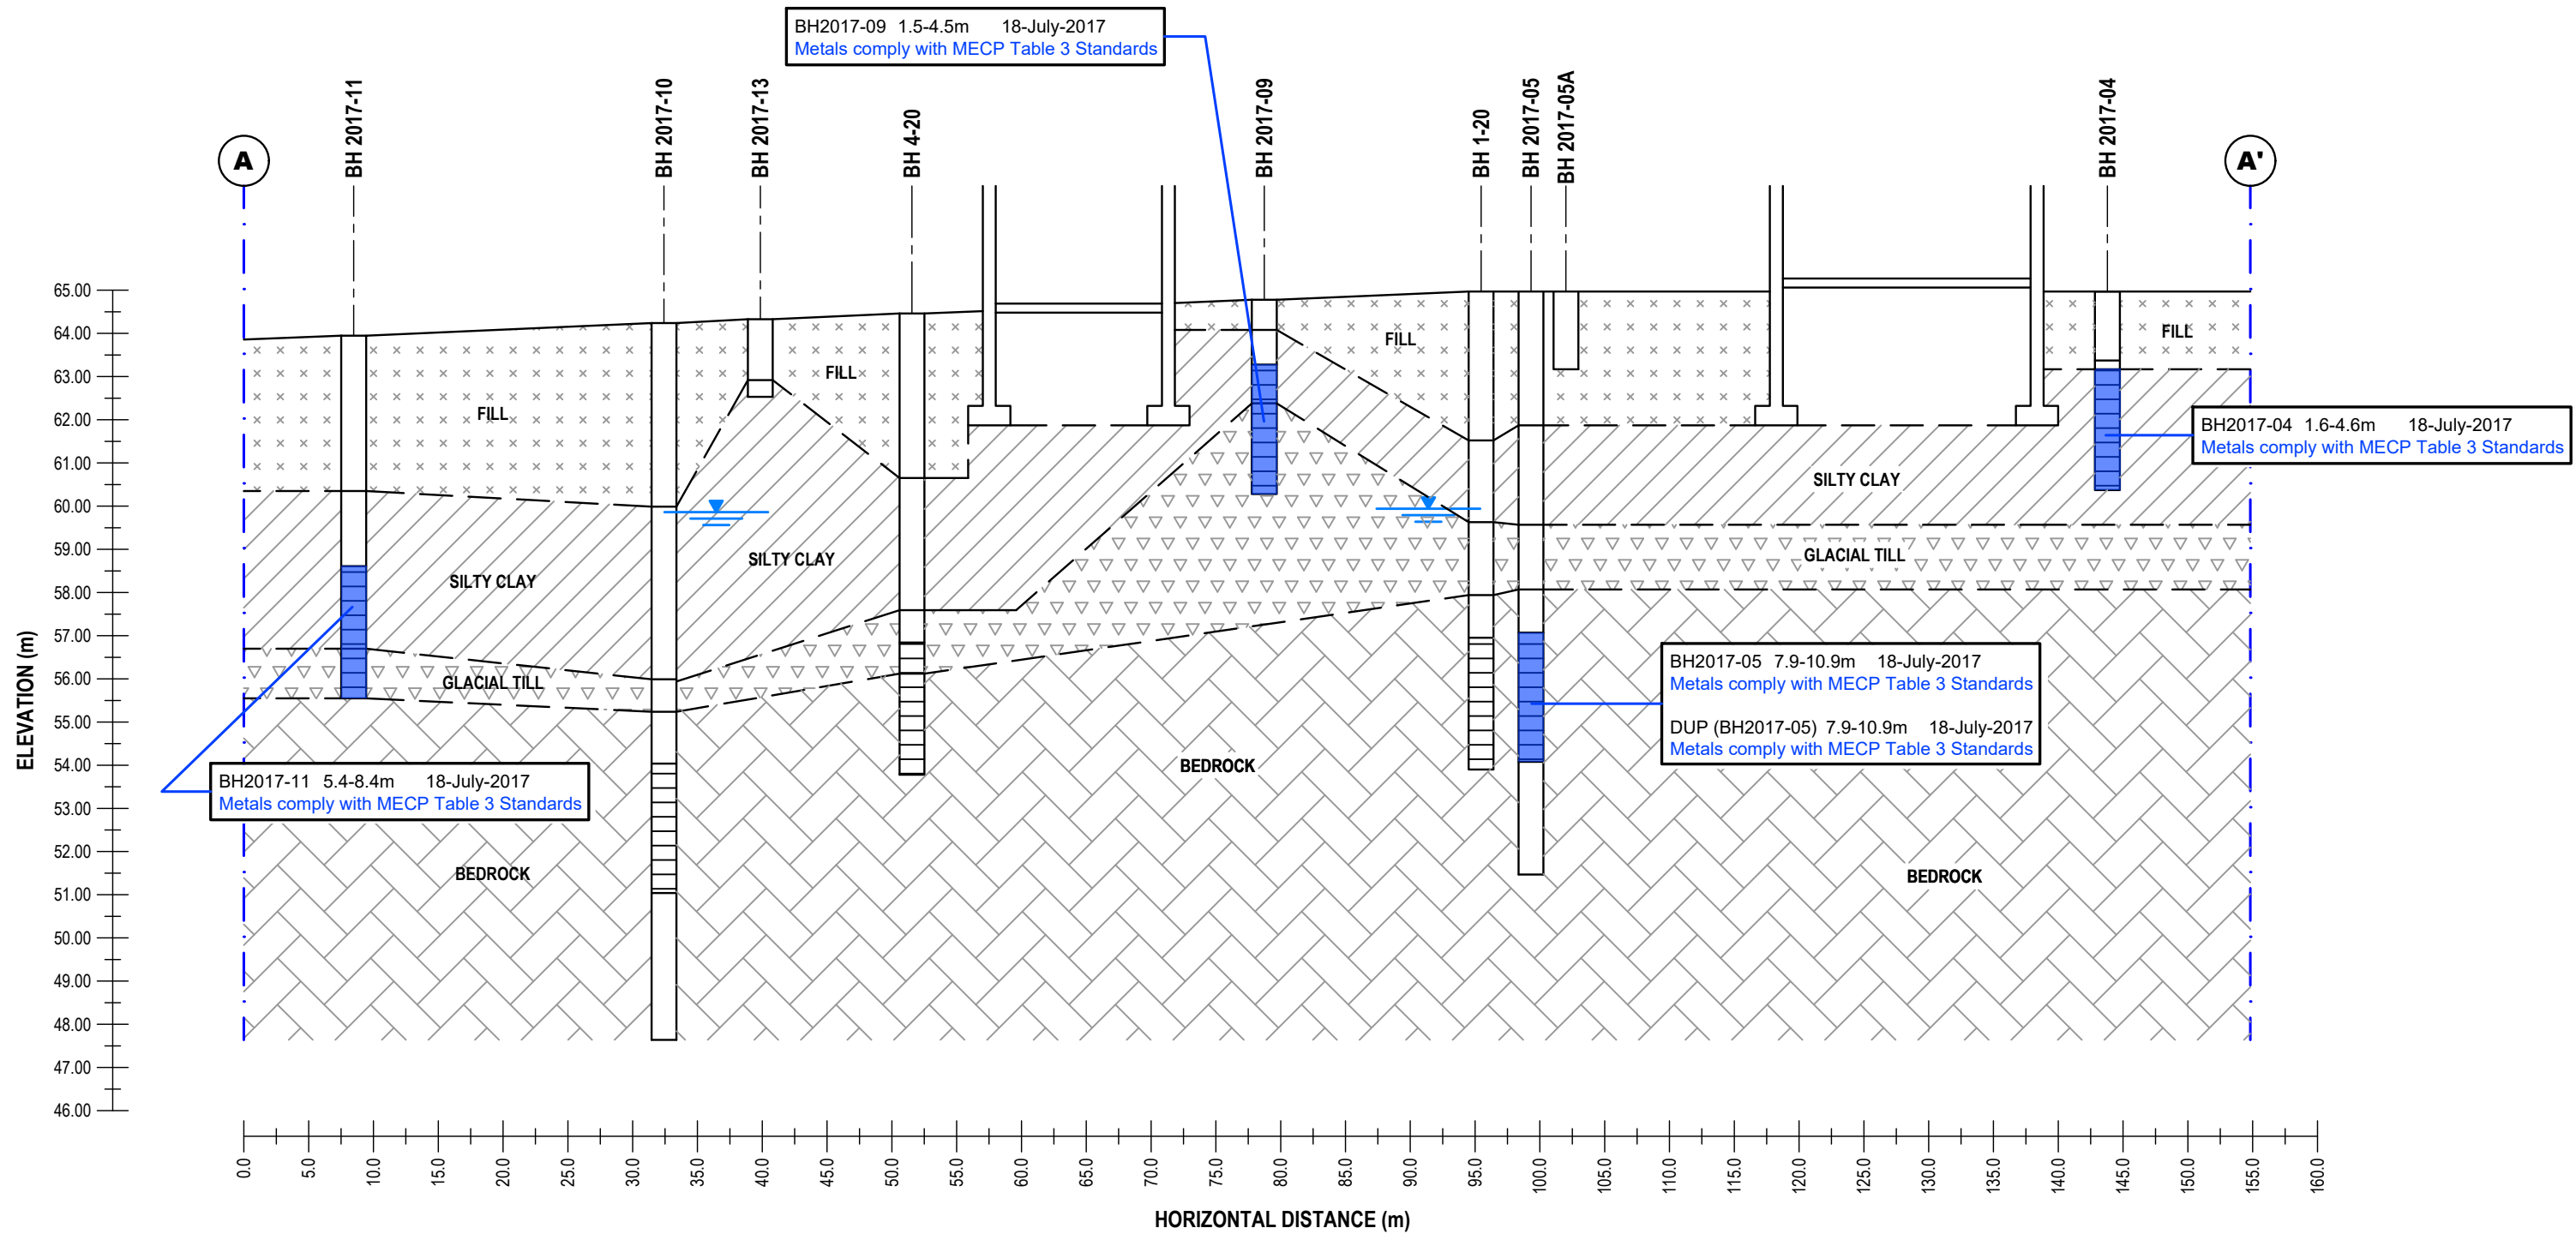 BH2017-09 1.5-4.5m 18-July-2017
Metals comply with MECP Table 3 Standards
BH 2017-11
BH 2017-10
BH 2017-13
BH 4-20
BH 2017-09
BH 1-20
BH 2017-05
BH 2017-05A
BH 2017-04
A
A'
65.00
64.00
63.00
62.00
61.00
60.00
59.00
58.00
57.00
56.00
55.00
54.00
53.00
52.00
51.00
50.00
49.00
48.00
47.00
46.00
ELEVATION (m)
FILL
FILL
FILL
FILL
BH2017-04 1.6-4.6m 18-July-2017
Metals comply with MECP Table 3 Standards
SILTY CLAY
SILTY CLAY
SILTY CLAY
GLACIAL TILL
GLACIAL TILL
BH2017-05 7.9-10.9m 18-July-2017
Metals comply with MECP Table 3 Standards
DUP (BH2017-05) 7.9-10.9m 18-July-2017
Metals comply with MECP Table 3 Standards
BH2017-11 5.4-8.4m 18-July-2017
Metals comply with MECP Table 3 Standards
BEDROCK
BEDROCK
BEDROCK
0.0
5.0
10.0
15.0
20.0
25.0
30.0
35.0
40.0
45.0
50.0
55.0
60.0
65.0
70.0
75.0
80.0
85.0
90.0
95.0
100.0
105.0
110.0
115.0
120.0
125.0
130.0
135.0
140.0
145.0
150.0
155.0
160.0
HORIZONTAL DISTANCE (m)